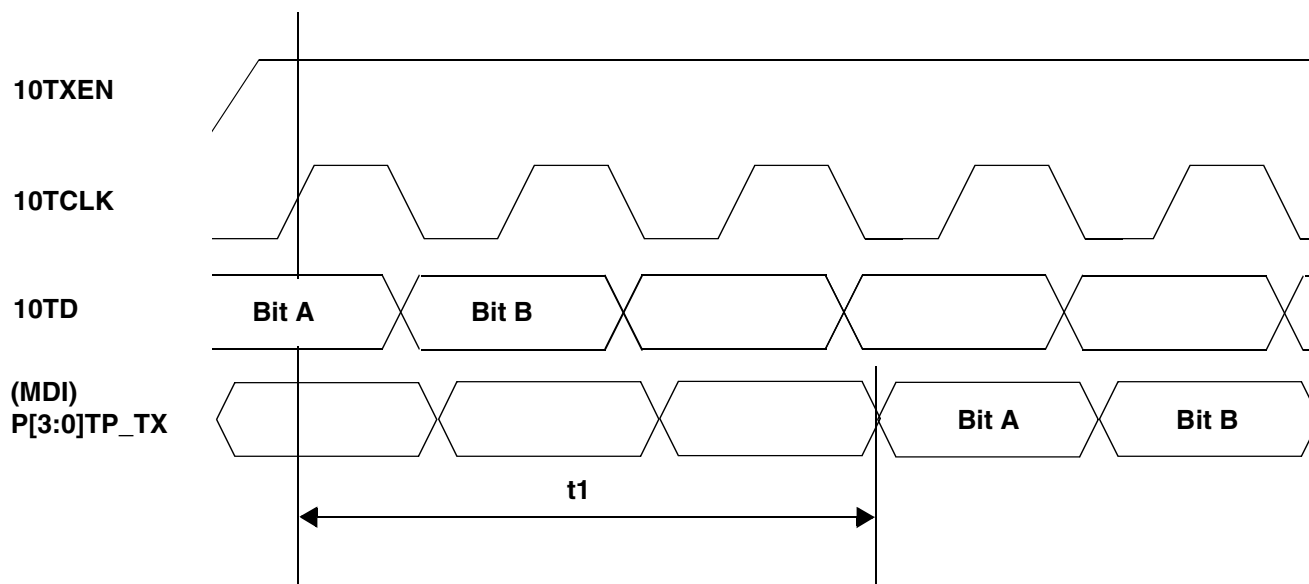 10TXEN
10TCLK
10TD
Bit A
Bit B
(MDI)
P[3:0]TP_TX
Bit A
Bit B
t1